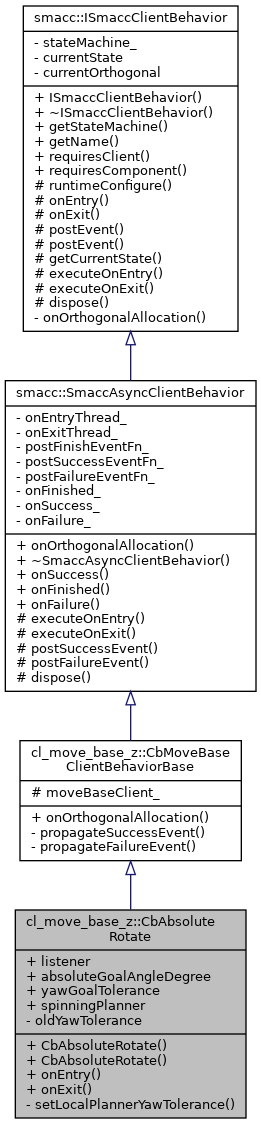 smacc::ISmaccClientBehavior
- stateMachine_
- currentState
- currentOrthogonal
+ ISmaccClientBehavior()
+ ~ISmaccClientBehavior()
+ getStateMachine()
+ getName()
+ requiresClient()
+ requiresComponent()
# runtimeConfigure()
# onEntry()
# onExit()
# postEvent()
# postEvent()
# getCurrentState()
# executeOnEntry()
# executeOnExit()
# dispose()
- onOrthogonalAllocation()
smacc::SmaccAsyncClientBehavior
- onEntryThread_
- onExitThread_
- postFinishEventFn_
- postSuccessEventFn_
- postFailureEventFn_
- onFinished_
- onSuccess_
- onFailure_
+ onOrthogonalAllocation()
+ ~SmaccAsyncClientBehavior()
+ onSuccess()
+ onFinished()
+ onFailure()
# executeOnEntry()
# executeOnExit()
# postSuccessEvent()
# postFailureEvent()
# dispose()
cl_move_base_z::CbMoveBase
ClientBehaviorBase
# moveBaseClient_
+ onOrthogonalAllocation()
- propagateSuccessEvent()
- propagateFailureEvent()
cl_move_base_z::CbAbsolute
Rotate
+ listener
+ absoluteGoalAngleDegree
+ yawGoalTolerance
+ spinningPlanner
- oldYawTolerance
+ CbAbsoluteRotate()
+ CbAbsoluteRotate()
+ onEntry()
+ onExit()
- setLocalPlannerYawTolerance()